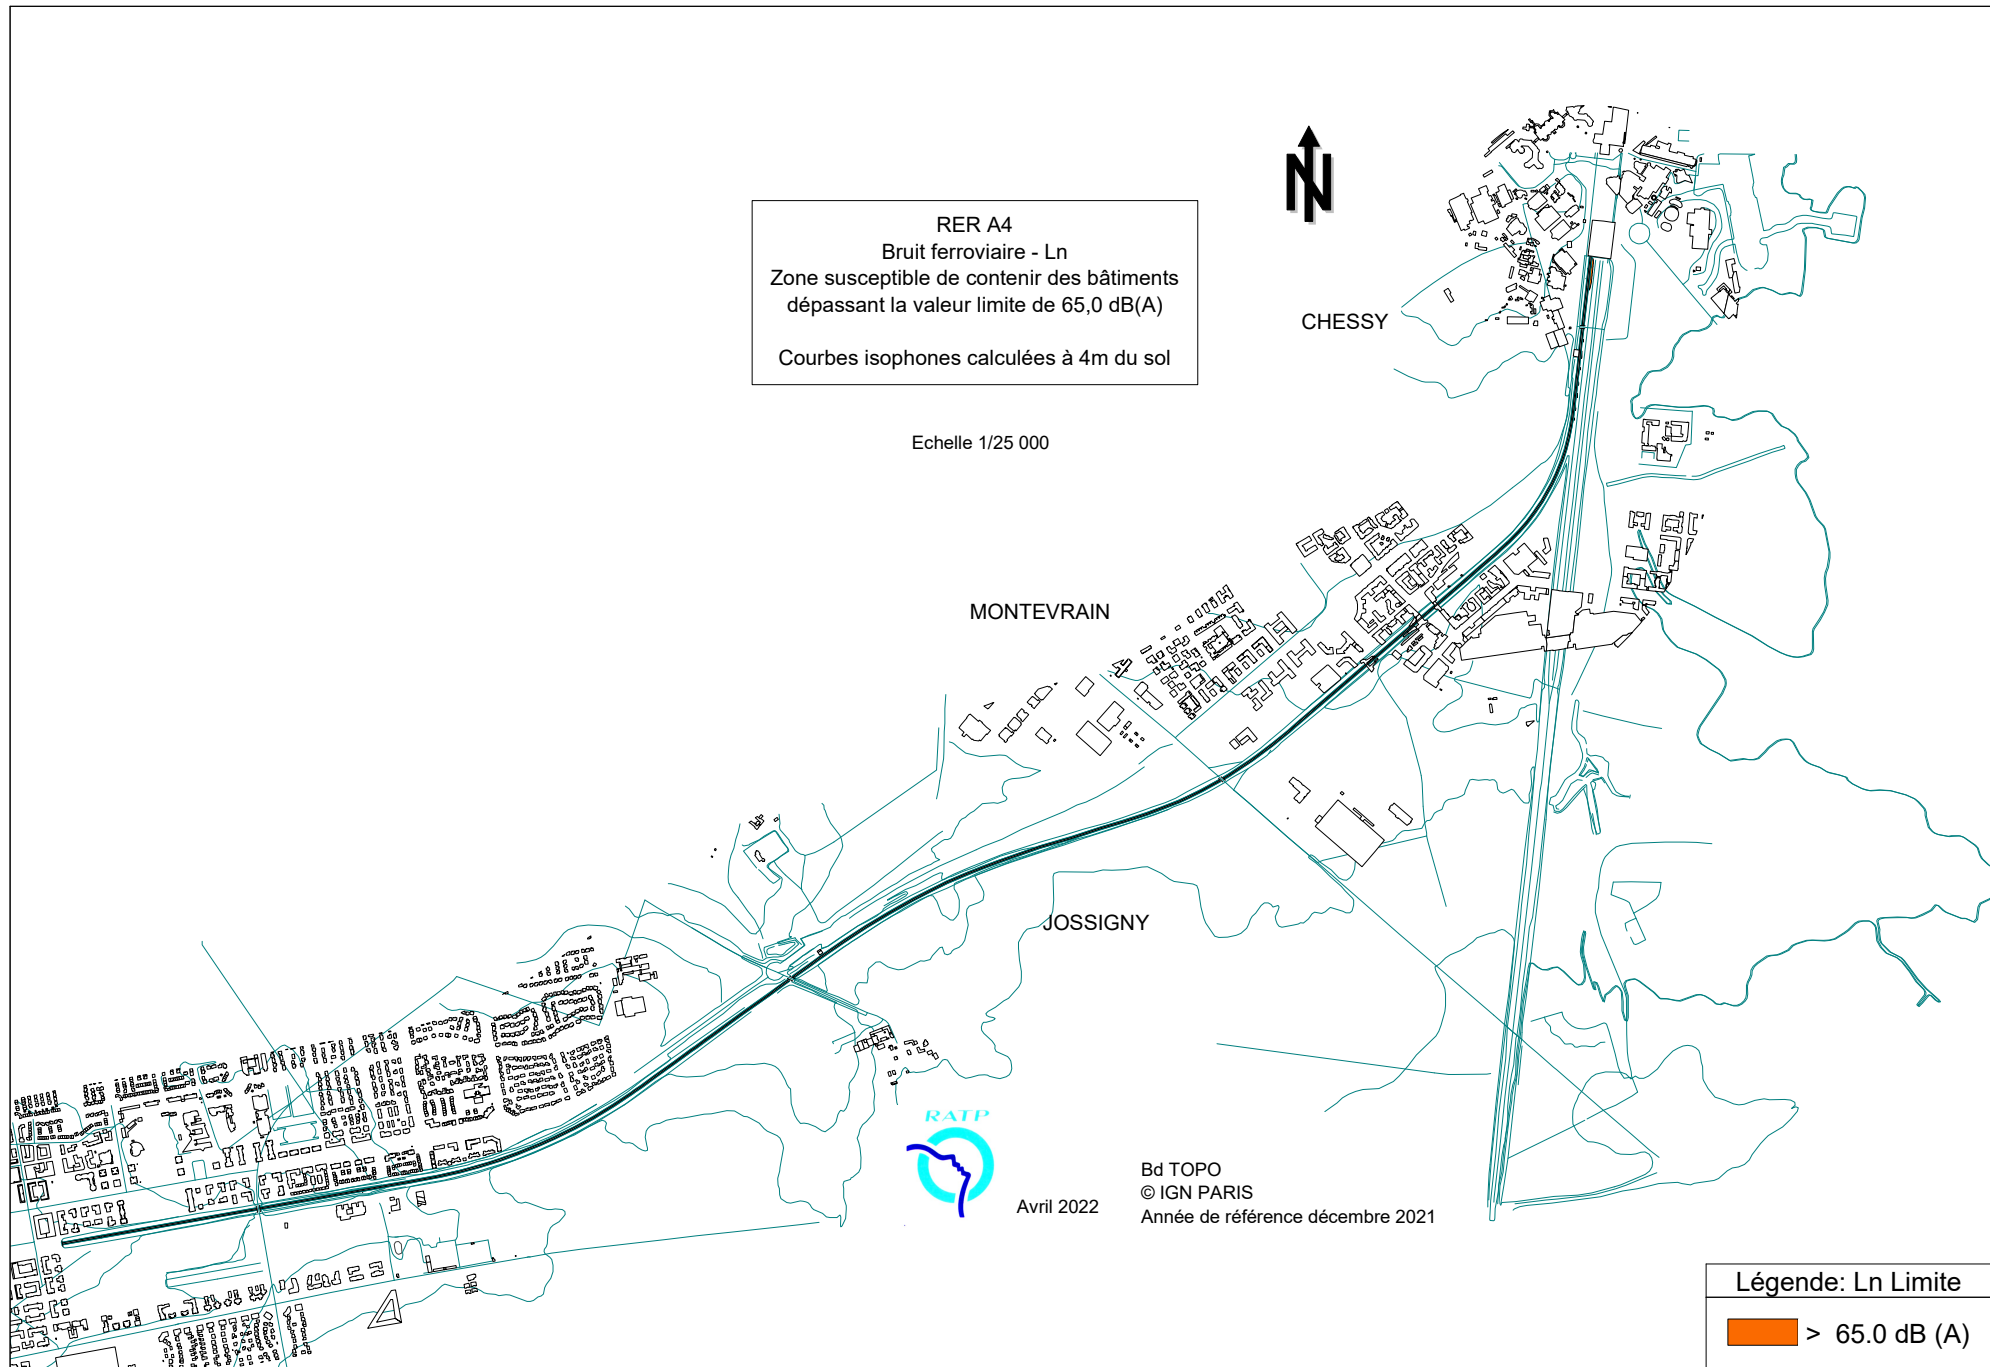 RER A4
Bruit ferroviaire - Ln
Zone susceptible de contenir des bâtiments
dépassant la valeur limite de 65,0 dB(A)
Courbes isophones calculées à 4m du sol
N
CHESSY
Echelle 1/25 000
MONTEVRAIN
JOSSIGNY
RATP
Avril 2022
Bd TOPO
© IGN PARIS
Année de référence décembre 2021
Légende: Ln Limite
> 65.0 dB (A)